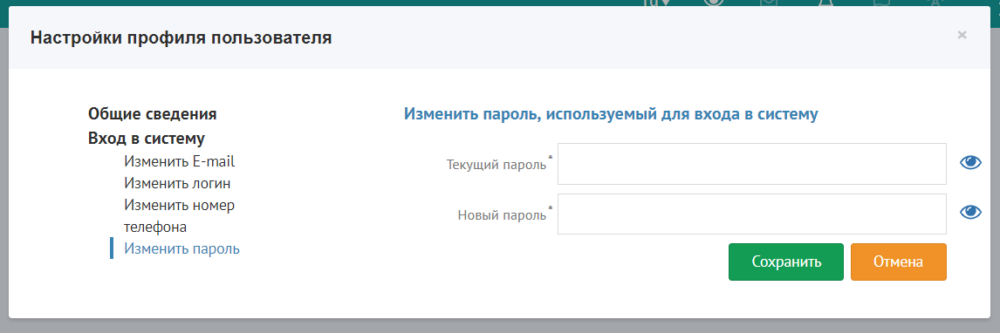 ru
Настройки профиля пользователя
×
Общие сведения
Вход в систему
Изменить E-mail
Изменить логин
Изменить номер
телефона
Изменить пароль
Изменить пароль, используемый для входа в систему
Текущий пароль *
Новый пароль *
Сохранить
Отмена